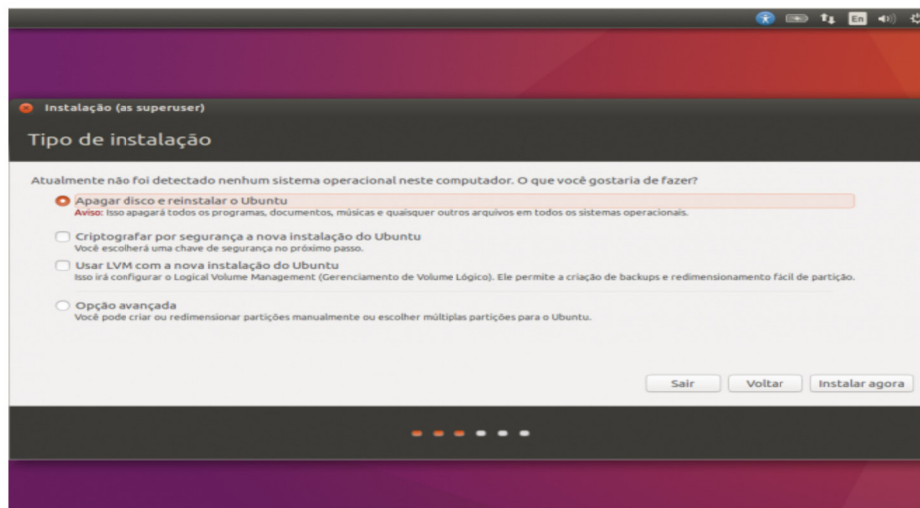 En
Instalação (as superuser)
Tipo de instalação
Atualmente não foi detectado nenhum sistema operacional neste computador. O que você gostaria de fazer?
Apagar disco e reinstalar o Ubuntu
Aviso: Isso apagará todos os programas, documentos, músicas e quaisquer outros arquivos em todos os sistemas operacionais.
Criptografar por segurança a nova instalação do Ubuntu
Você escolherá uma chave de segurança no próximo passo.
Usar LVM com a nova instalação do Ubuntu
Isso irá configurar o Logical Volume Management (Gerenciamento de Volume Lógico). Ele permite a criação de backups e redimensionamento fácil de partição.
Opção avançada
Você pode criar ou redimensionar partições manualmente ou escolher múltiplas partições para o Ubuntu.
Sair Voltar Instalar agora